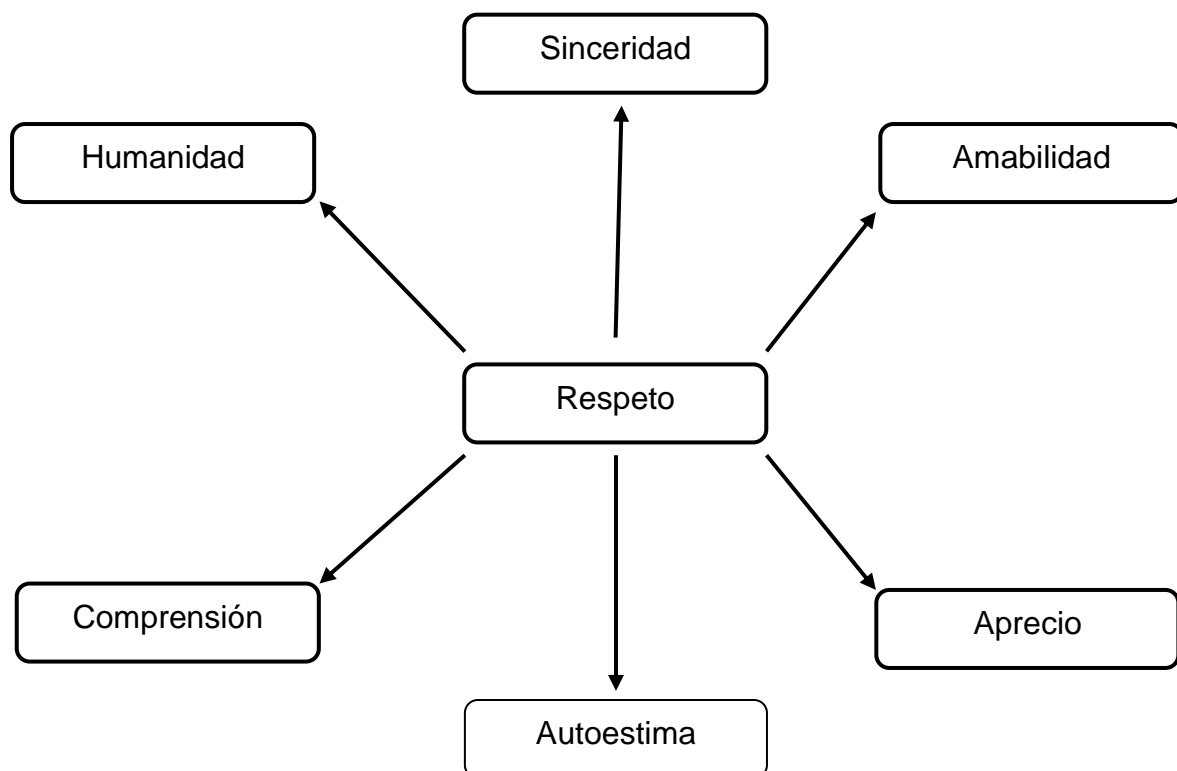 Sinceridad
Humanidad
Amabilidad
Respeto
Comprensión
Aprecio
Autoestima